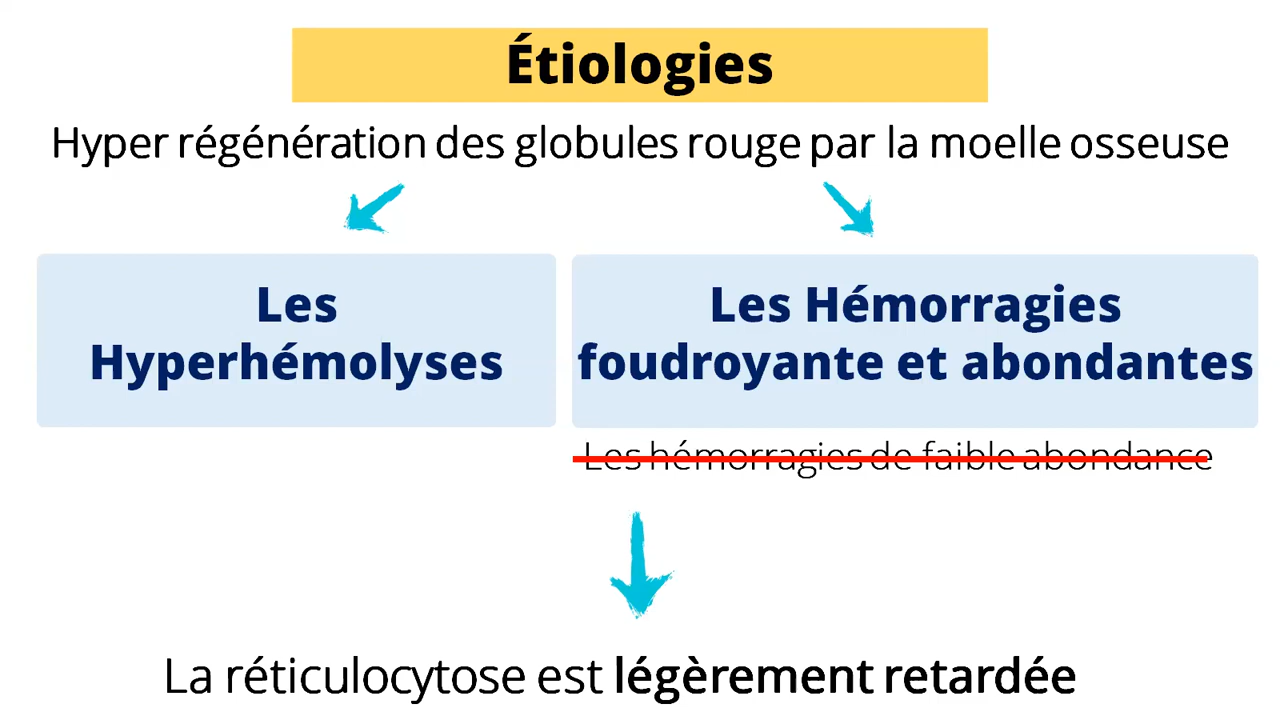 Étiologies
Hyper régénération des globules rouge par la moelle osseuse
Les
Hyperhémolyses
Les Hémorragies
foudroyante et abondantes
Les hémorragies de faible abondance
La réticulocytose est légèrement retardée